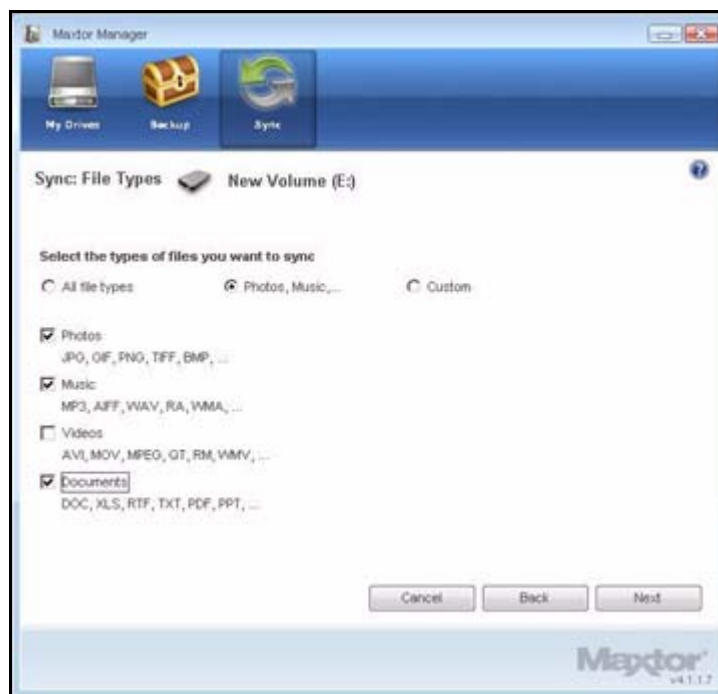 Maxtor Manager
My Drives Backup Sync
Sync: File Types New Volume (E:)
Select the types of files you want to sync
All file types Photos, Music,... Custom
Photos
JPG, GIF, PNG, TIFF, BMP, ...
Music
MP3, AIFF, WAV, RA, WMA, ...
Videos
AVI, MOV, MPEG, QT, RM, WMV, ...
Documents
DOC, XLS, RTF, TXT, PDF, PPT, ...
Cancel Back Next
Maxtor
v4.1.1.7